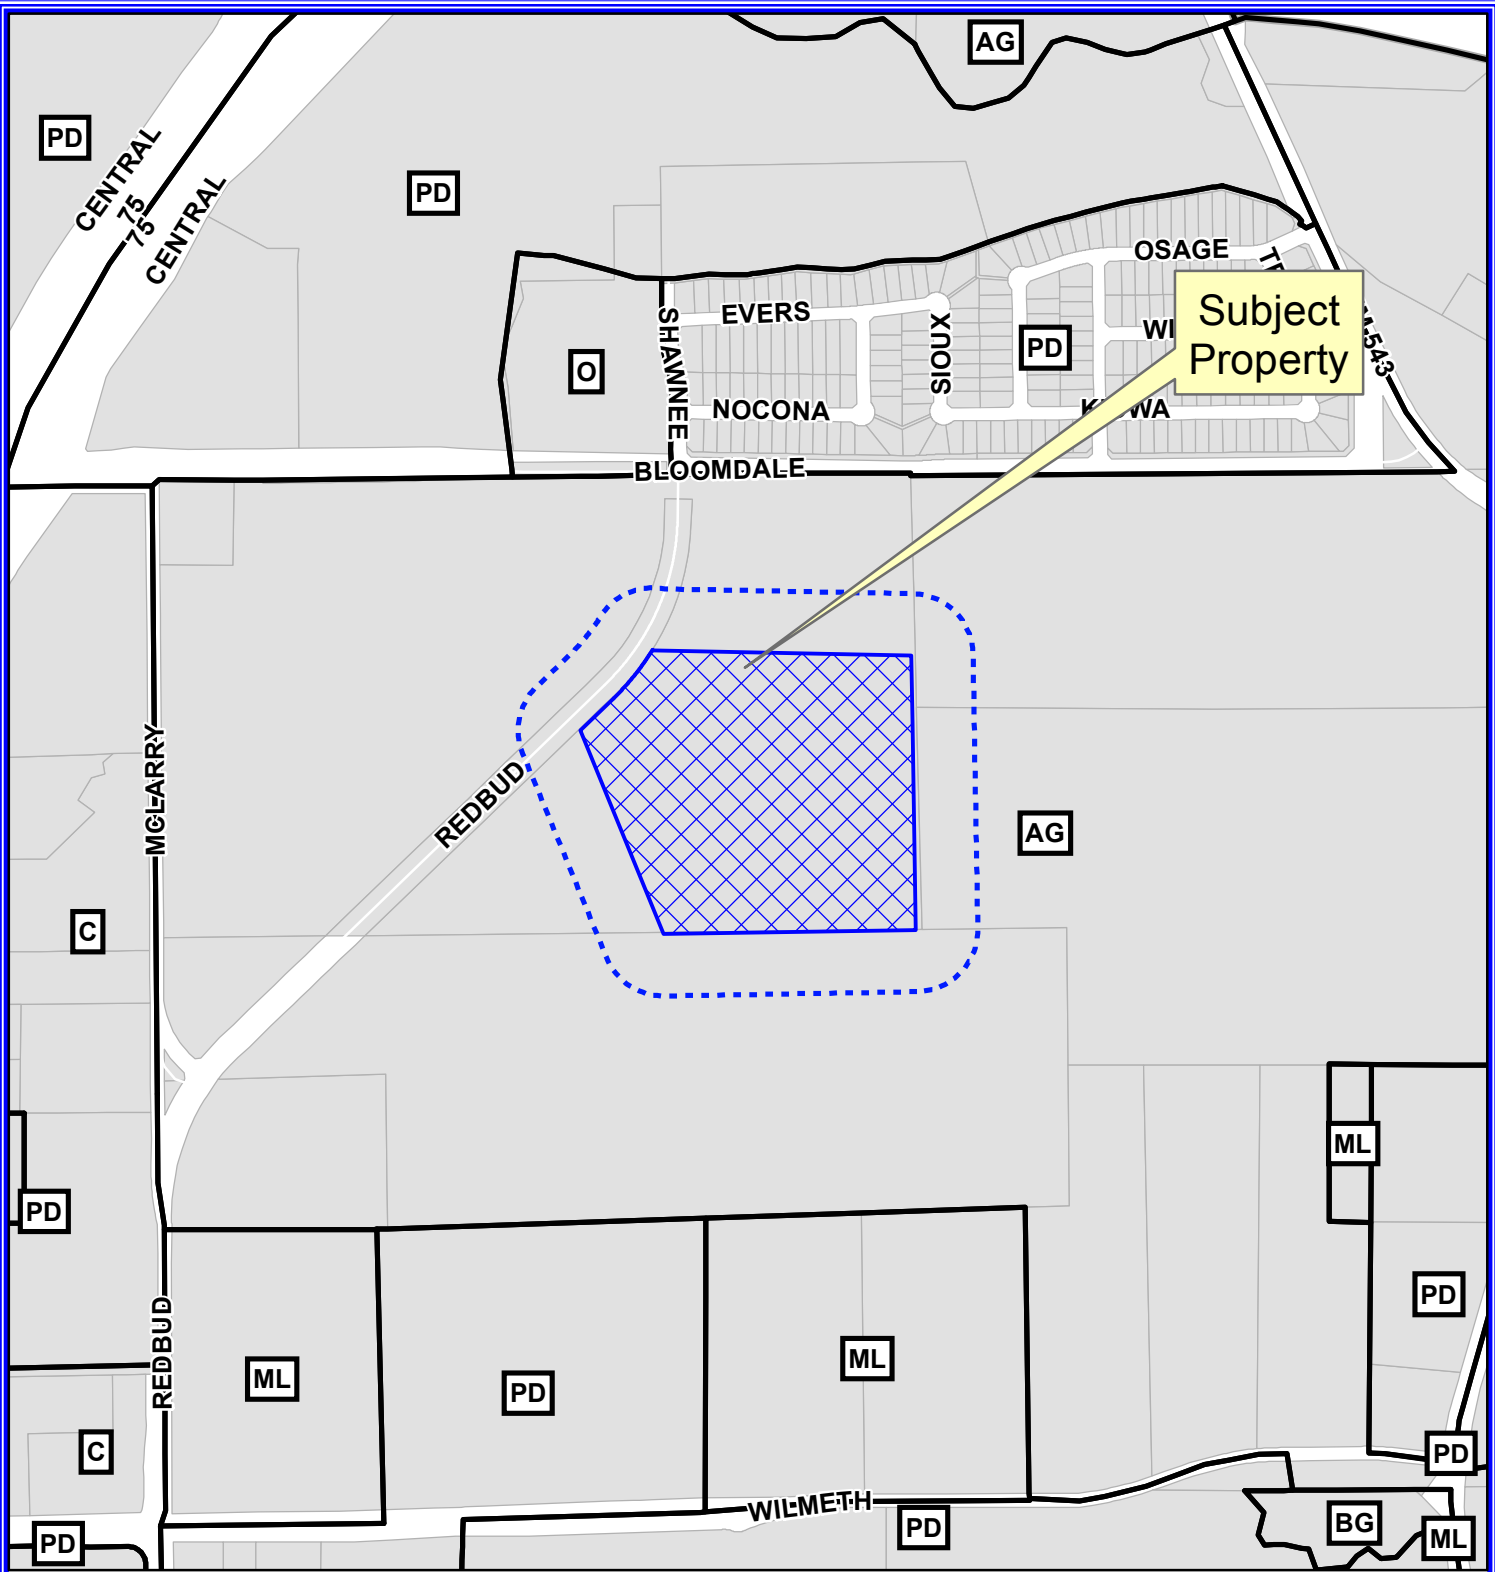 AG
PD
CENTRAL
75
75
CENTRAL
PD
OSAGE
Subject
Property
EVERS
SHAWNEE
XUOIS
PD
O
NOCONA
BLOOMDALE
MCLARRY
REDBUD
AG
C
ML
PD
PD
REDBUD
ML
PD
ML
C
PD
WILMETH
PD
BG
ML
PD